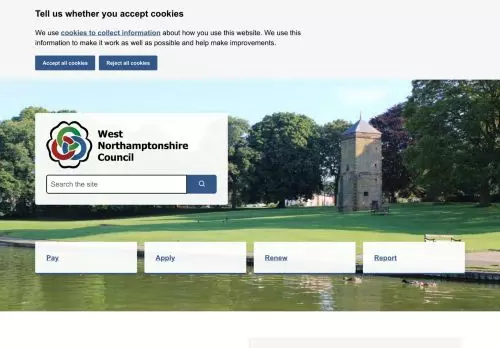 Tell us whether you accept cookies
We use cookies to collect information about how you use this website. We use
this information to make it work as well as possible and help make improvements.
Accept all cookies
Reject all cookies
West
Northamptonshire
Council
Search the site
Pay
Apply
Renew
Report